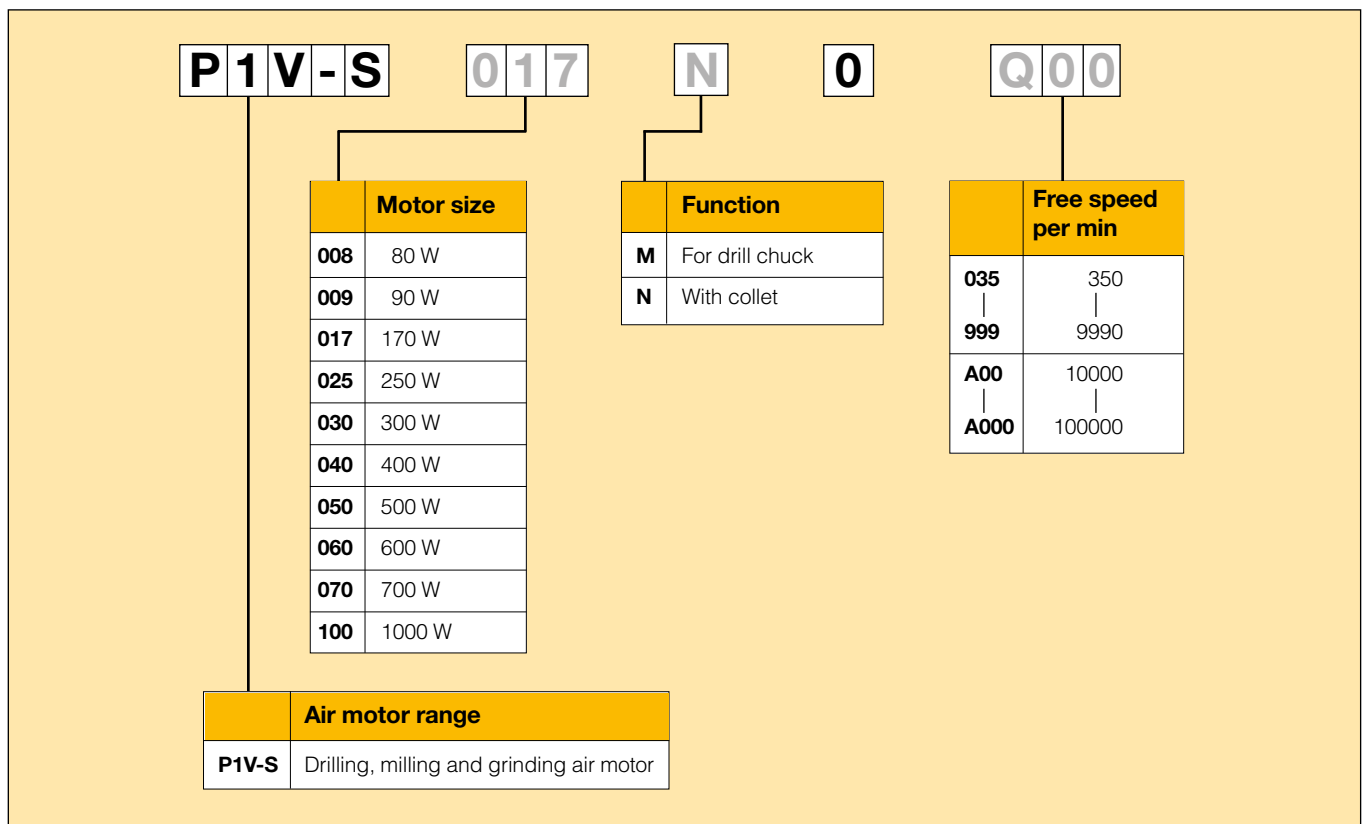 P1V-S 017 N 0 Q00
Motor size
008 80 W
009 90 W
017 170 W
025 250 W
030 300 W
040 400 W
050 500 W
060 600 W
070 700 W
100 1000 W
Function
M For drill chuck
N With collet
Free speed
per min
035 350
999 9990
A00 10000
A000 100000
Air motor range
P1V-S Drilling, milling and grinding air motor